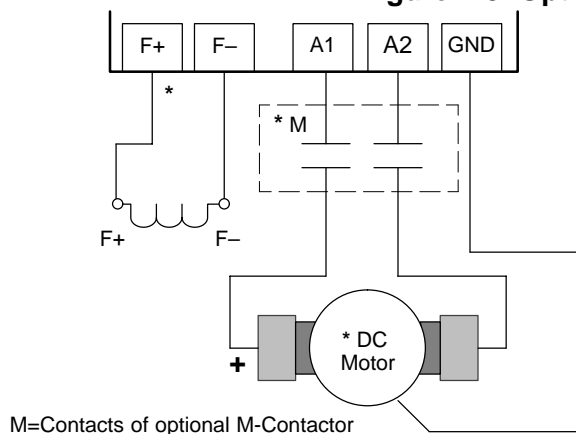 F+ F– A1 A2 GND
*
* M
F+ F–
* DC
Motor
+
M=Contacts of optional M-Contactor